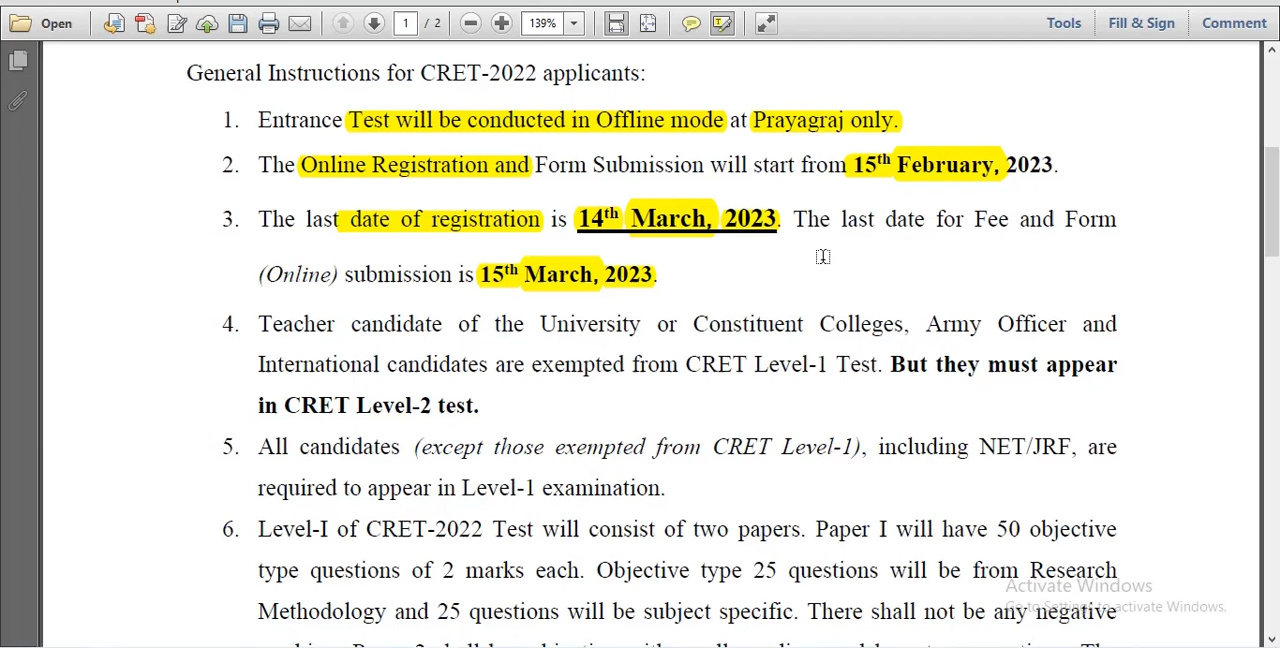 Open
1 / 2
139%
Tools
Fill & Sign
Comment
General Instructions for CRET-2022 applicants:
1. Entrance Test will be conducted in Offline mode at Prayagraj only.
2. The Online Registration and Form Submission will start from 15th February, 2023.
3. The last date of registration is 14th March, 2023. The last date for Fee and Form
(Online) submission is 15th March, 2023.
4. Teacher candidate of the University or Constituent Colleges, Army Officer and
International candidates are exempted from CRET Level-1 Test. But they must appear
in CRET Level-2 test.
5. All candidates (except those exempted from CRET Level-1), including NET/JRF, are
required to appear in Level-1 examination.
6. Level-I of CRET-2022 Test will consist of two papers. Paper I will have 50 objective
type questions of 2 marks each. Objective type 25 questions will be from Research
Methodology and 25 questions will be subject specific. There shall not be any negative
Activate Windows
Go to Settings to activate Windows.